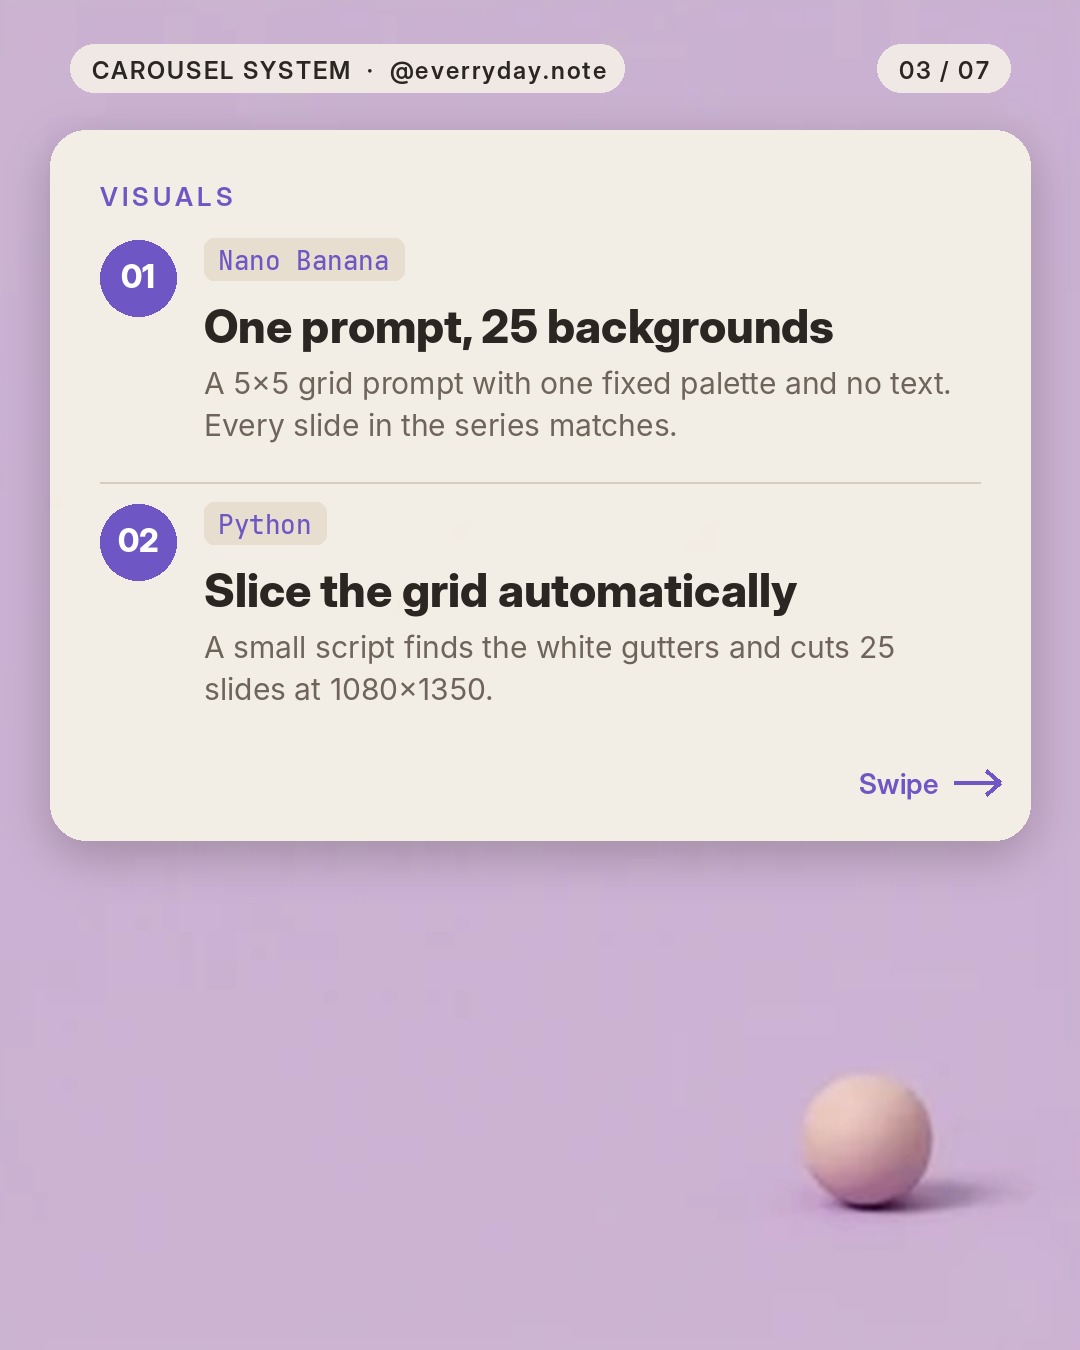 CAROUSEL SYSTEM · @everryday.note
03 / 07
VISUALS
01
Nano Banana
One prompt, 25 backgrounds
A 5×5 grid prompt with one fixed palette and no text.
Every slide in the series matches.
02
Python
Slice the grid automatically
A small script finds the white gutters and cuts 25
slides at 1080×1350.
Swipe →